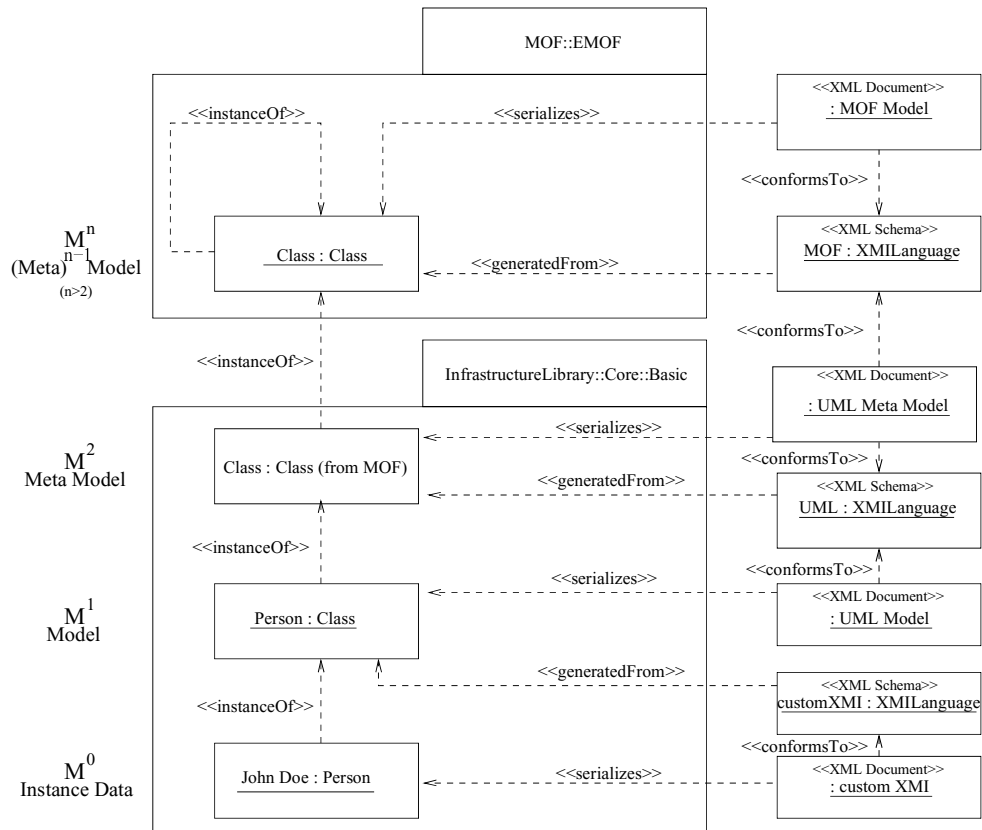 MOF::EMOF
<<XML Document>>
: MOF Model
<<instanceOf>>
<<serializes>>
<<conformsTo>>
M^n
(Meta)^n−1 Model
(n>2)
Class : Class
<<generatedFrom>>
<<XML Schema>>
MOF : XMILanguage
<<conformsTo>>
<<instanceOf>>
InfrastructureLibrary::Core::Basic
<<XML Document>>
: UML Meta Model
<<serializes>>
M^2
Meta Model
Class : Class (from MOF)
<<conformsTo>>
<<generatedFrom>>
<<XML Schema>>
UML : XMILanguage
<<instanceOf>>
<<conformsTo>>
<<serializes>>
M^1
Model
Person : Class
<<XML Document>>
: UML Model
<<generatedFrom>>
<<XML Schema>>
customXMI : XMILanguage
<<instanceOf>>
<<conformsTo>>
M^0
Instance Data
John Doe : Person
<<serializes>>
<<XML Document>>
: custom XMI